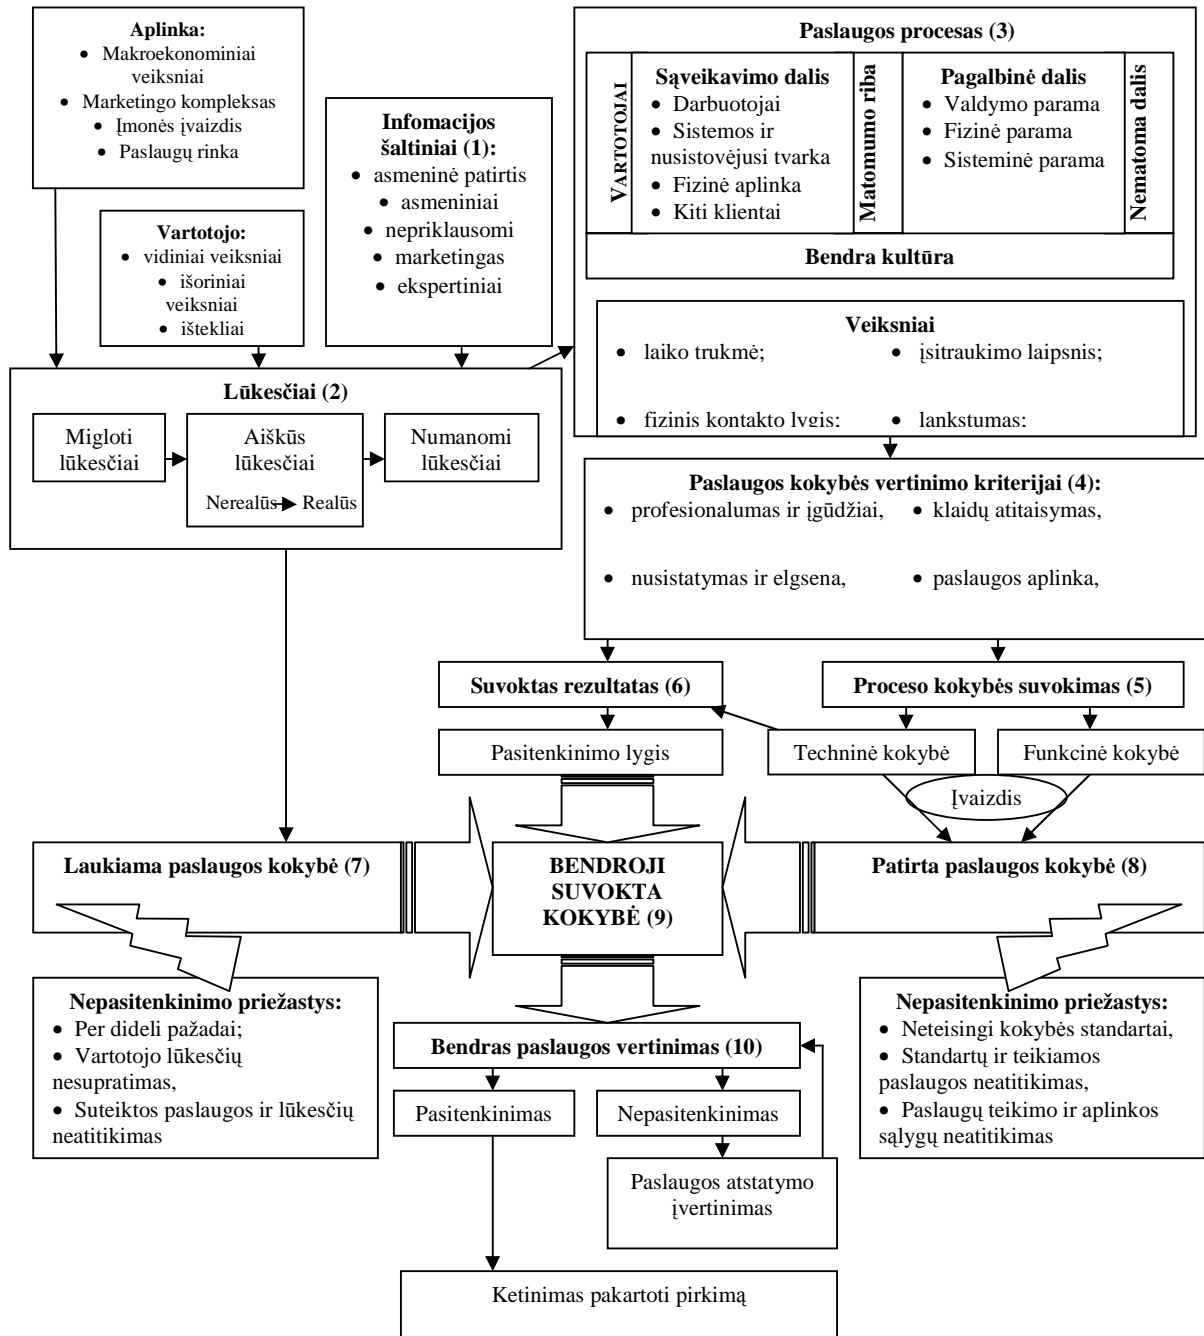 Aplinka:
• Makroekonominiai
veiksniai
• Marketingo kompleksas
• Įmonės įvaizdis
• Paslaugų rinka
Vartotojo:
• vidiniai veiksniai
• išoriniai
veiksniai
• ištekliai
Infomacijos
šaltiniai (1):
• asmeninė patirtis
• asmeniniai
• nepriklausomi
• marketingas
• ekspertiniai
Paslaugos procesas (3)
VARTOTOJAI
Sąveikavimo dalis
• Darbuotojai
• Sistemos ir
nusistovėjusi tvarka
• Fizinė aplinka
• Kiti klientai
Matomumo riba
Pagalbinė dalis
• Valdymo parama
• Fizinė parama
• Sisteminė parama
Nematoma dalis
Bendra kultūra
Veiksniai
• laiko trukmė;
• įsitraukimo laipsnis;
• fizinis kontakto lygis;
• lankstumas;
Lūkesčiai (2)
Migloti
lūkesčiai
Aiškūs
lūkesčiai
Nerealūs Realūs
Numanomi
lūkesčiai
Paslaugos kokybės vertinimo kriterijai (4):
• profesionalumas ir įgūdžiai,
• klaidų atitaisymas,
• nusistatymas ir elgsena,
• paslaugos aplinka,
Suvoktas rezultatas (6)
Proceso kokybės suvokimas (5)
Pasitenkinimo lygis
Techninė kokybė
Funkcinė kokybė
Įvaizdis
Laukiama paslaugos kokybė (7)
BENDROJI
SUVOKTA
KOKYBĖ (9)
Patirta paslaugos kokybė (8)
Nepasitenkinimo priežastys:
• Per dideli pažadai;
• Vartotojo lūkesčių
nesupratimas,
• Suteiktos paslaugos ir lūkesčių
neatitikimas
Nepasitenkinimo priežastys:
• Neteisingi kokybės standartai,
• Standartų ir teikiamos
paslaugos neatitikimas,
• Paslaugų teikimo ir aplinkos
sąlygų neatitikimas
Bendras paslaugos vertinimas (10)
Pasitenkinimas
Nepasitenkinimas
Paslaugos atstatymo
įvertinimas
Ketinimas pakartoti pirkimą